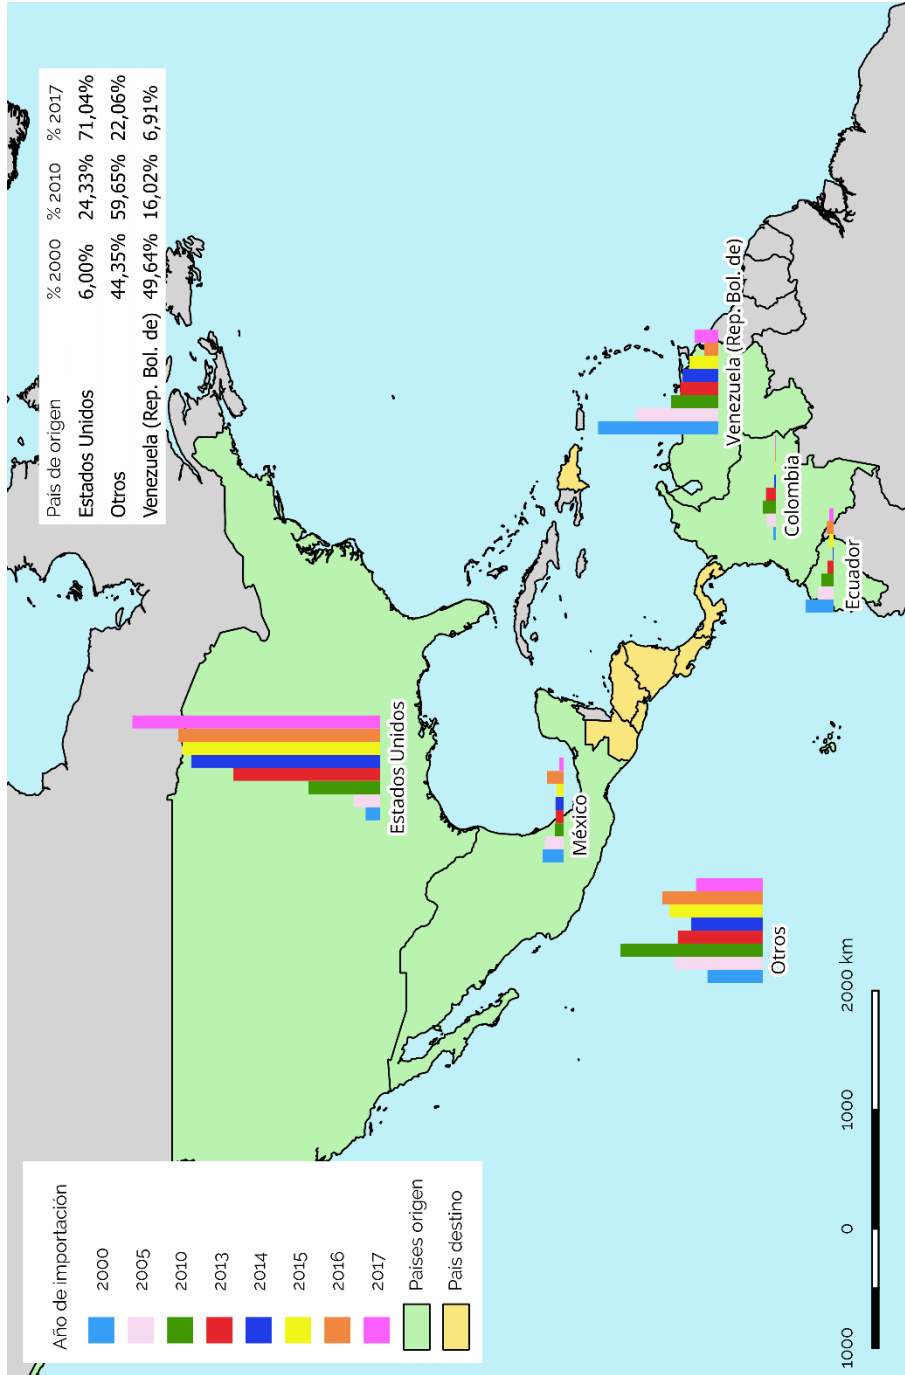 País de origen % 2000 % 2010 % 2017
Estados Unidos 6,00% 24,33% 71,04%
Otros 44,35% 59,65% 22,06%
Venezuela (Rep. Bol. de) 49,64% 16,02% 6,91%
Estados Unidos
México
Venezuela (Rep. Bol. de)
Colombia
Ecuador
Otros
Año de importación
2000
2005
2010
2013
2014
2015
2016
2017
Países origen
País destino
1000 0 1000 2000 km